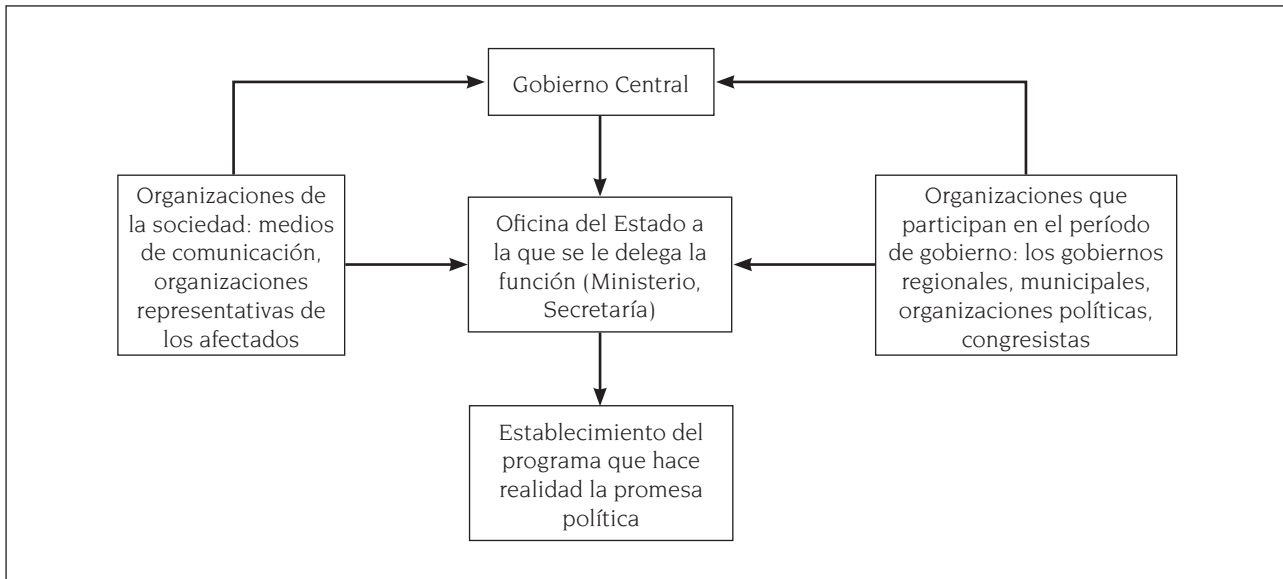 Gobierno Central
Organizaciones de
la sociedad: medios
de comunicación,
organizaciones
representativas de
los afectados
Oficina del Estado a
la que se le delega la
función (Ministerio,
Secretaría)
Organizaciones que
participan en el período
de gobierno: los gobiernos
regionales, municipales,
organizaciones políticas,
congresistas
Establecimiento del
programa que hace
realidad la promesa
política